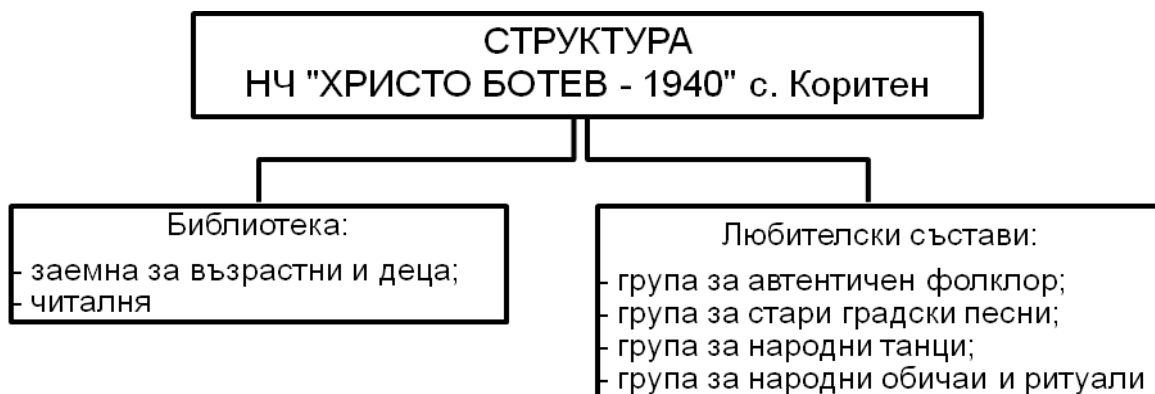 СТРУКТУРА
НЧ "ХРИСТО БОТЕВ - 1940" с. Коритен
Библиотека:
- заемна за възрастни и деца;
- читалня
Любителски състави:
- група за автентичен фолклор;
- група за стари градски песни;
- група за народни танци;
- група за народни обичаи и ритуали